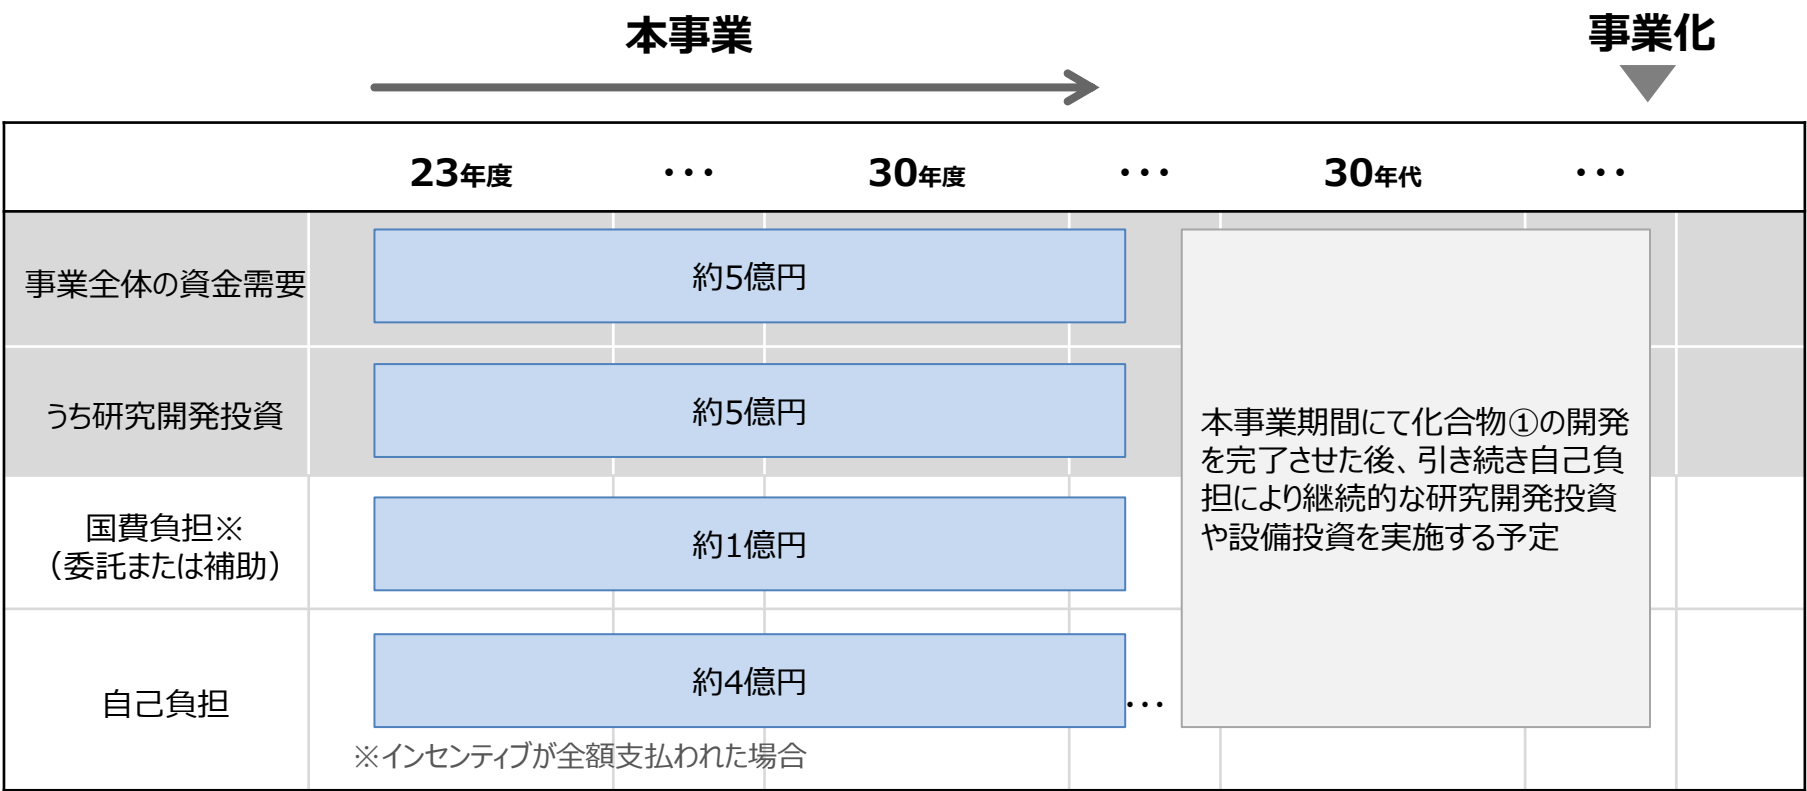 本事業
事業化
23年度 ・・・ 30年度 ・・・ 30年代 ・・・
事業全体の資金需要
約5億円
うち研究開発投資
約5億円
国費負担※
（委託または補助）
約1億円
自己負担
約4億円
・・・
※インセンティブが全額支払われた場合
本事業期間にて化合物①の開発
を完了させた後、引き続き自己負
担により継続的な研究開発投資
や設備投資を実施する予定